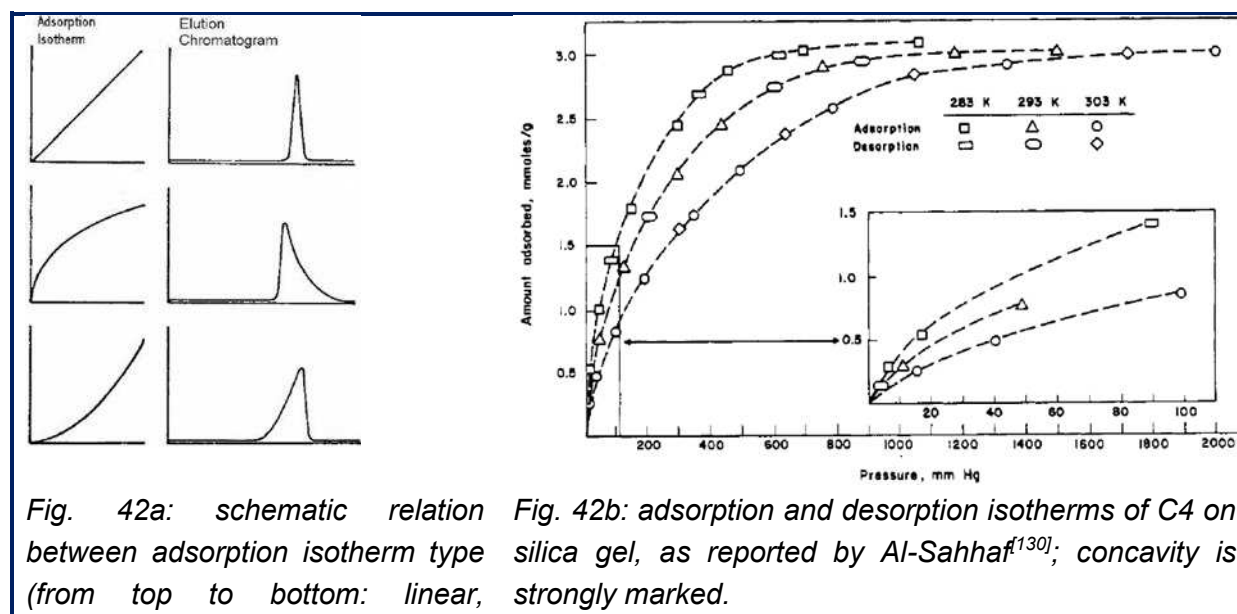 Adsorption
Isotherm
Elution
Chromatogram
Amount adsorbed, mmoles/g
3.0
2.5
2.0
1.5
1.0
0.5
200 400 600 800 1000 1200 1400 1600 1800 2000
Pressure, mm Hg
283 K 293 K 303 K
Adsorption
Desorption
1.5
1.0
0.5
20 40 60 80 100
Fig. 42a: schematic relation
between adsorption isotherm type
(from top to bottom: linear,
Fig. 42b: adsorption and desorption isotherms of C4 on
silica gel, as reported by Al-Sahhaf[130]; concavity is
strongly marked.